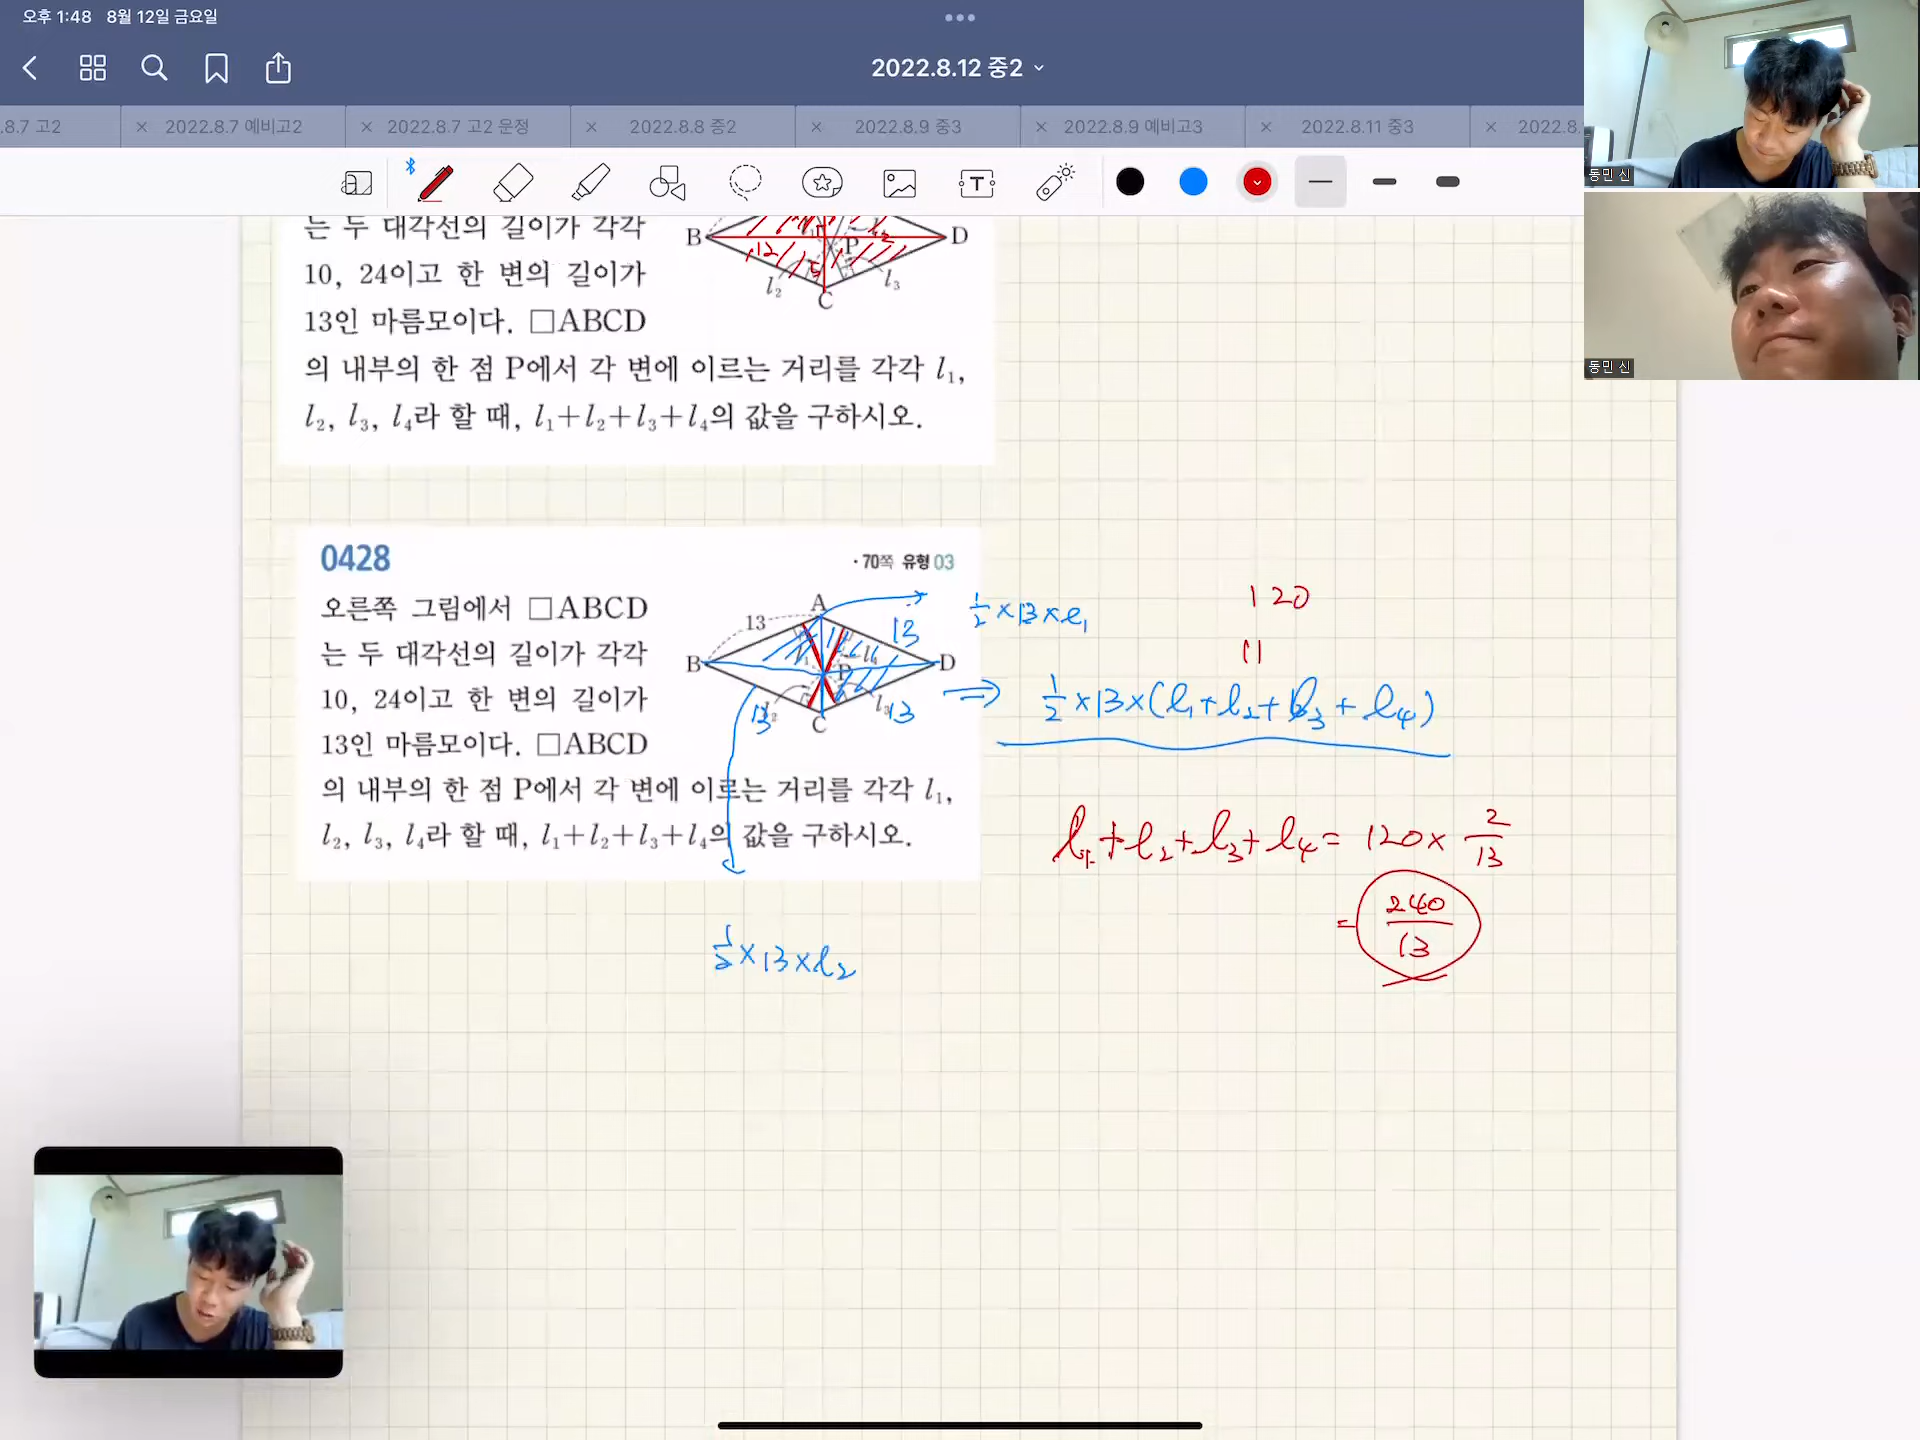 오후 1:48 8월 12일 금요일
2022.8.12 중2
.8.7 고2
2022.8.7 예비고2
2022.8.7 고2 운정
2022.8.8 중2
2022.8.9 중3
2022.8.9 예비고3
2022.8.11 중3
2022.8.
동민 신
동민 신
는 두 대각선의 길이가 각각
10, 24이고 한 변의 길이가
13인 마름모이다. □ABCD
의 내부의 한 점 P에서 각 변에 이르는 거리를 각각 l₁,
l₂, l₃, l₄라 할 때, l₁+l₂+l₃+l₄의 값을 구하시오.
B D P C l₂ l₃
12 5
0428
·70쪽 유형 03
오른쪽 그림에서 □ABCD
는 두 대각선의 길이가 각각
10, 24이고 한 변의 길이가
13인 마름모이다. □ABCD
의 내부의 한 점 P에서 각 변에 이르는 거리를 각각 l₁,
l₂, l₃, l₄라 할 때, l₁+l₂+l₃+l₄의 값을 구하시오.
A
13
13
B D
P
13 C 13
1/2 × 13 × l₁
120
11
1/2 × 13 × (l₁ + l₂ + l₃ + l₄)
l₁ + l₂ + l₃ + l₄ = 120 × 2/13
= 240/13
1/2 × 13 × l₂